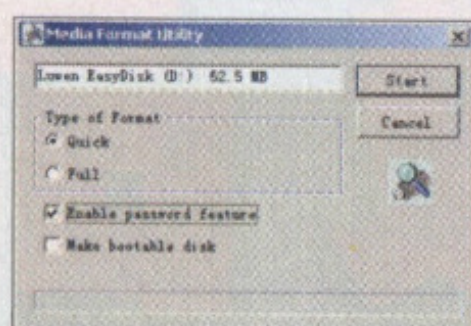 Media Format Utility
Luwen EasyDisk (D:) 62.5 MB
Start
Type of Format
Cancel
Quick
Full
Enable password feature
Make bootable disk